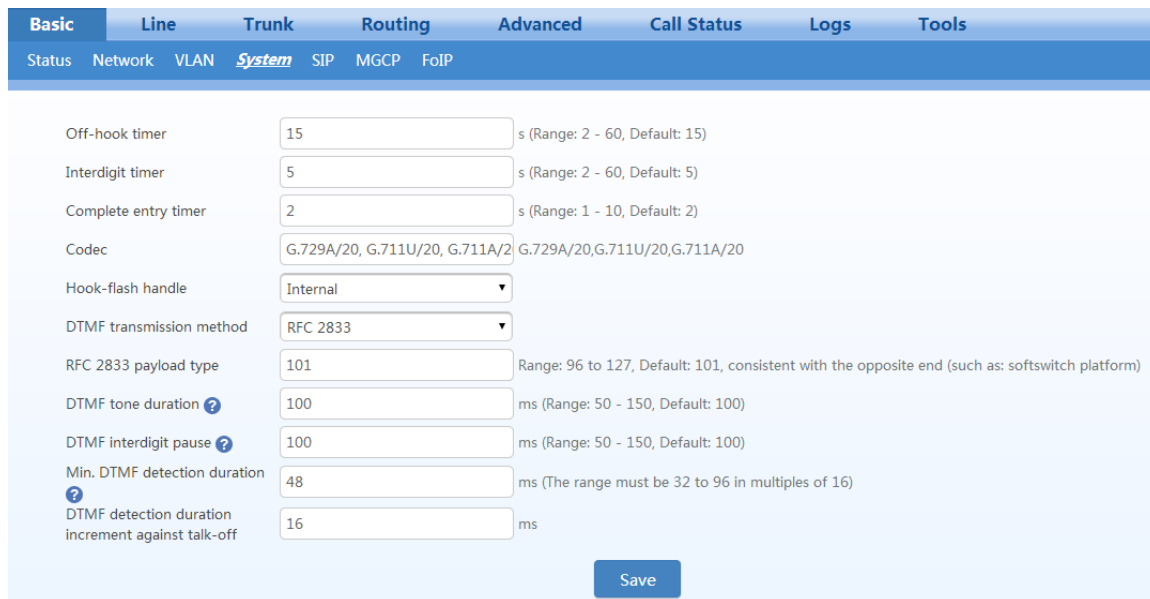 Basic Line Trunk Routing Advanced Call Status Logs Tools
Status Network VLAN System SIP MGCP FoIP
Off-hook timer 15 s (Range: 2 - 60, Default: 15)
Interdigit timer 5 s (Range: 2 - 60, Default: 5)
Complete entry timer 2 s (Range: 1 - 10, Default: 2)
Codec G.729A/20, G.711U/20, G.711A/2 G.729A/20,G.711U/20,G.711A/20
Hook-flash handle Internal
DTMF transmission method RFC 2833
RFC 2833 payload type 101 Range: 96 to 127, Default: 101, consistent with the opposite end (such as: softswitch platform)
DTMF tone duration ? 100 ms (Range: 50 - 150, Default: 100)
DTMF interdigit pause ? 100 ms (Range: 50 - 150, Default: 100)
Min. DTMF detection duration
? 48 ms (The range must be 32 to 96 in multiples of 16)
DTMF detection duration
increment against talk-off 16 ms
Save